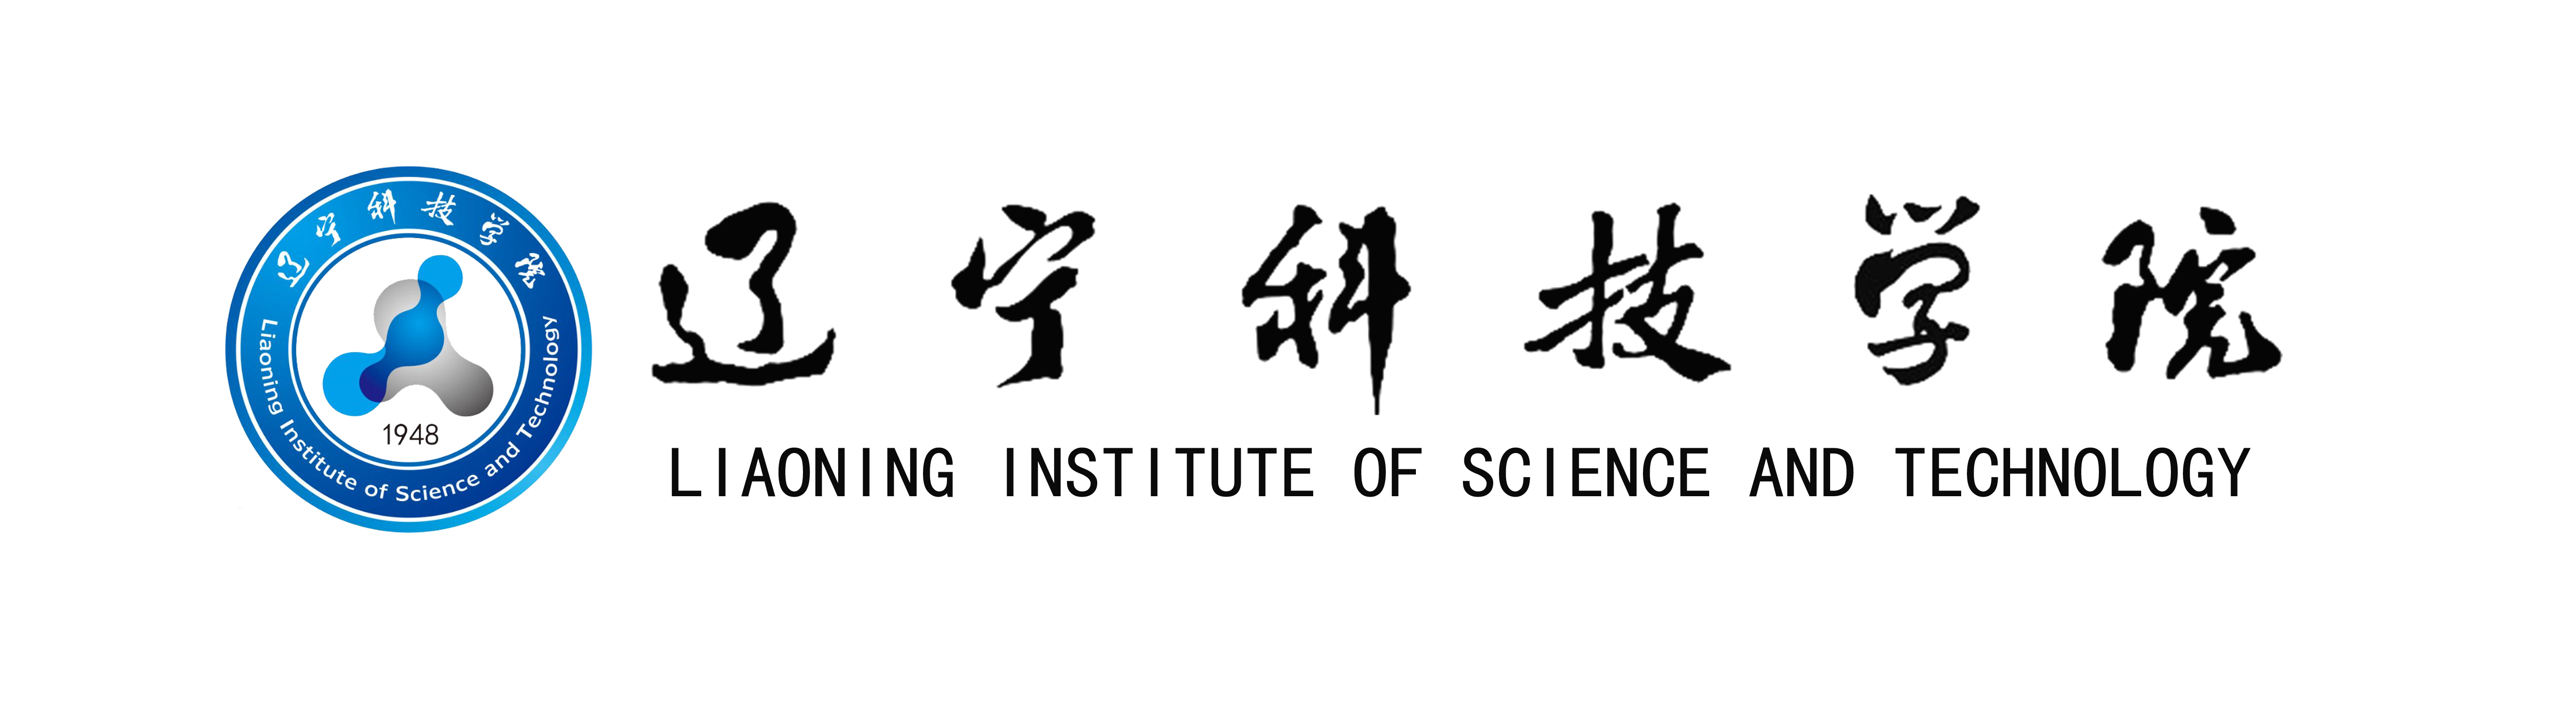 辽宁科技学院
1948
Liaoning Institute of Science and Technology
辽宁科技学院
LIAONING INSTITUTE OF SCIENCE AND TECHNOLOGY